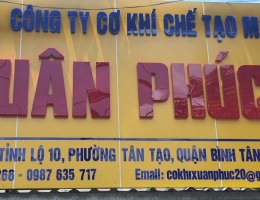 CÔNG TY CƠ KHÍ CHẾ TẠO M
UÂN PHÚC
TỈNH LỘ 10, PHƯỜNG TÂN TẠO, QUẬN BÌNH TÂN
266 - 0987 635 717 Email: cokhixuanphuc20@g